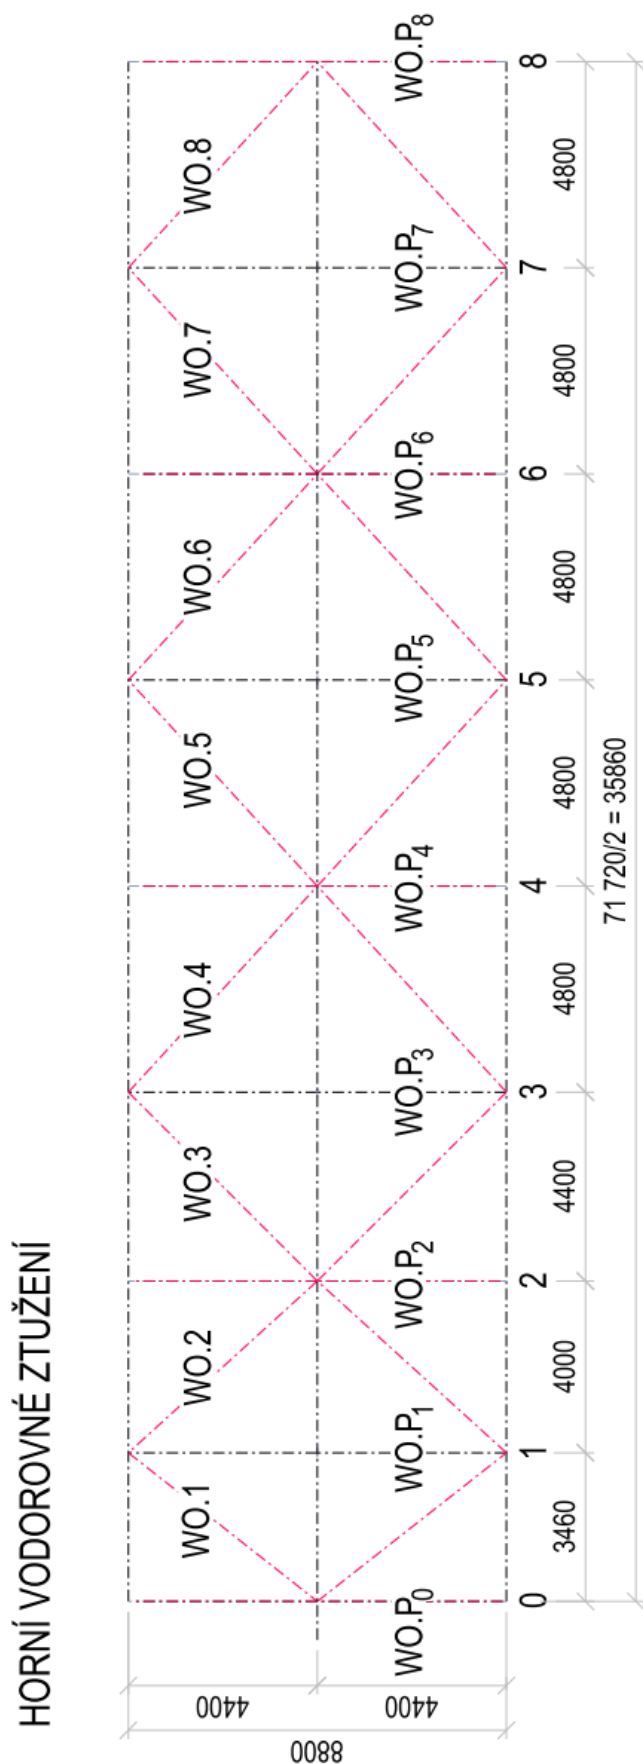 HORNÍ VODOROVNÉ ZTUŽENÍ
WO.1
WO.2
WO.3
WO.4
WO.5
WO.6
WO.7
WO.8
WO.P0
WO.P1
WO.P2
WO.P3
WO.P4
WO.P5
WO.P6
WO.P7
WO.P8
0
1
2
3
4
5
6
7
8
3460
4000
4400
4800
4800
4800
4800
4800
71 720/2 = 35860
4400
4400
8800